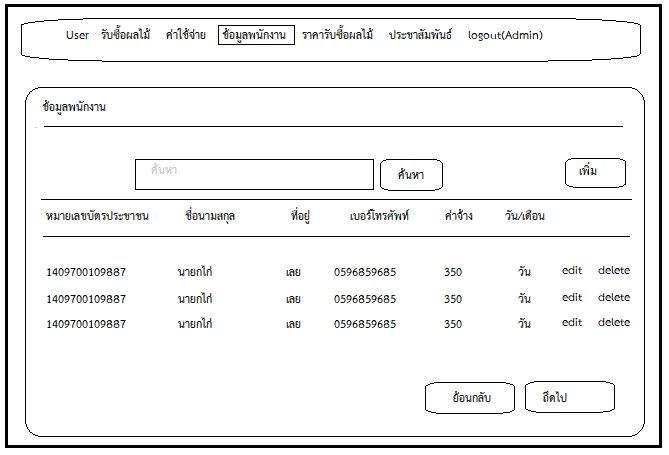 User รับซื้อผลไม้ ค่าใช้จ่าย ข้อมูลพนักงาน ราคารับซื้อผลไม้ ประชาสัมพันธ์ logout(Admin)
ข้อมูลพนักงาน
ค้นหา ค้นหา เพิ่ม
หมายเลขบัตรประชาชน ชื่อนามสกุล ที่อยู่ เบอร์โทรศัพท์ ค่าจ้าง วัน/เดือน
1409700109887 นายกไก่ เลย 0596859685 350 วัน edit delete
1409700109887 นายกไก่ เลย 0596859685 350 วัน edit delete
1409700109887 นายกไก่ เลย 0596859685 350 วัน edit delete
ย้อนกลับ ถึดไป